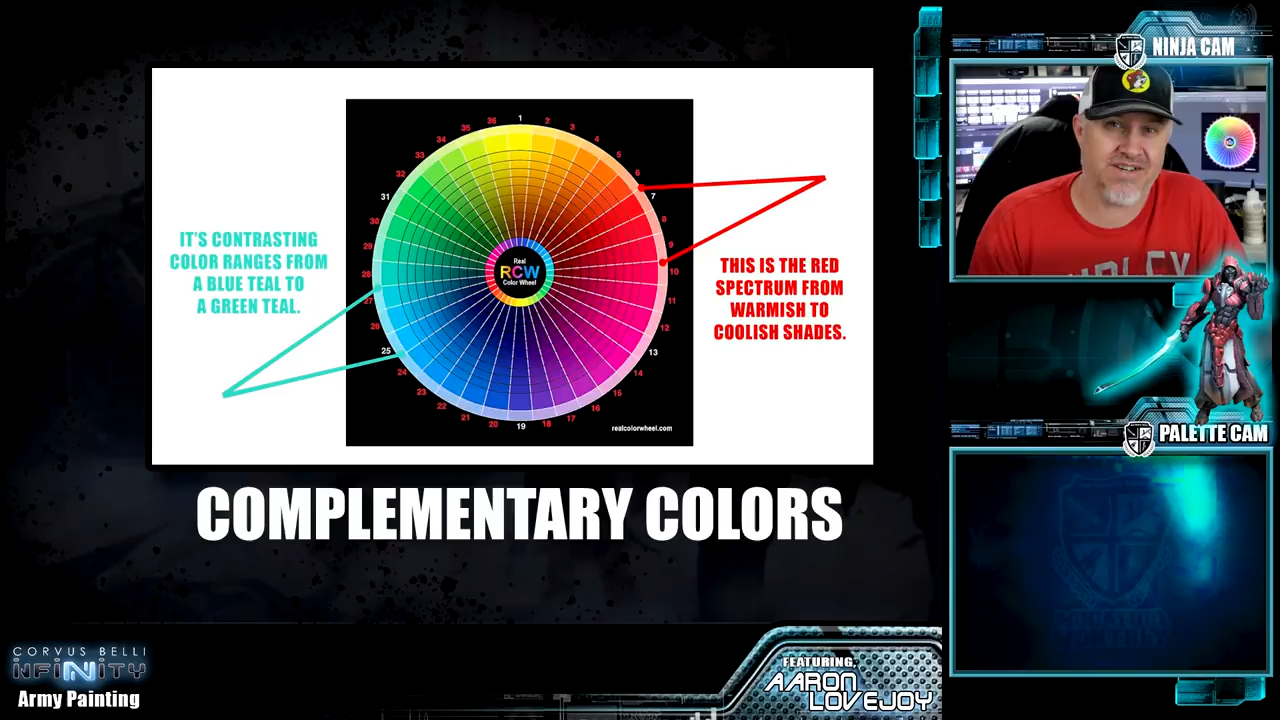 NINJA CAM
IT'S CONTRASTING
COLOR RANGES FROM
A BLUE TEAL TO
A GREEN TEAL.
1
2
3
4
5
6
7
8
9
10
11
12
13
14
15
16
17
18
19
20
21
22
23
24
25
26
27
28
29
30
31
32
33
34
35
36
Real
RCW
Color Wheel
realcolorwheel.com
THIS IS THE RED
SPECTRUM FROM
WARMISH TO
COOLISH SHADES.
PALETTE CAM
COMPLEMENTARY COLORS
CORVUS BELLI
INFINITY
Army Painting
FEATURING,
AARON
LOVEJOY